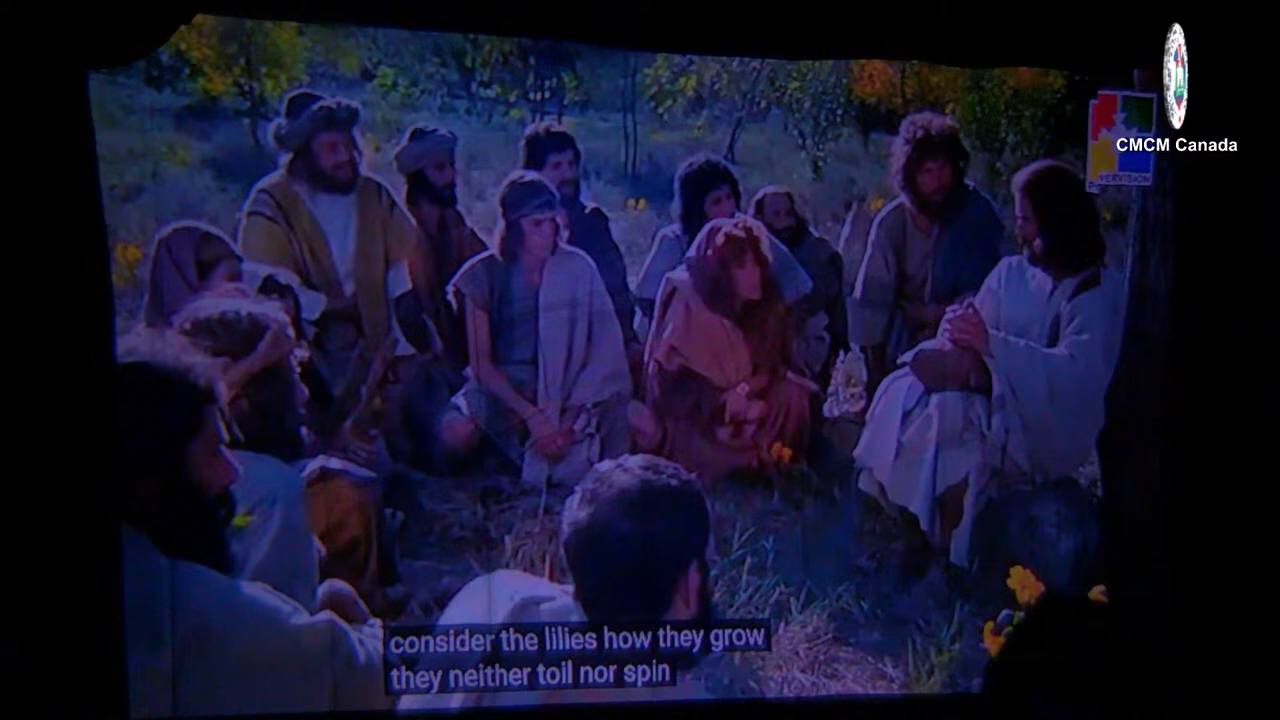 CMCM Canada
consider the lilies how they grow
they neither toil nor spin